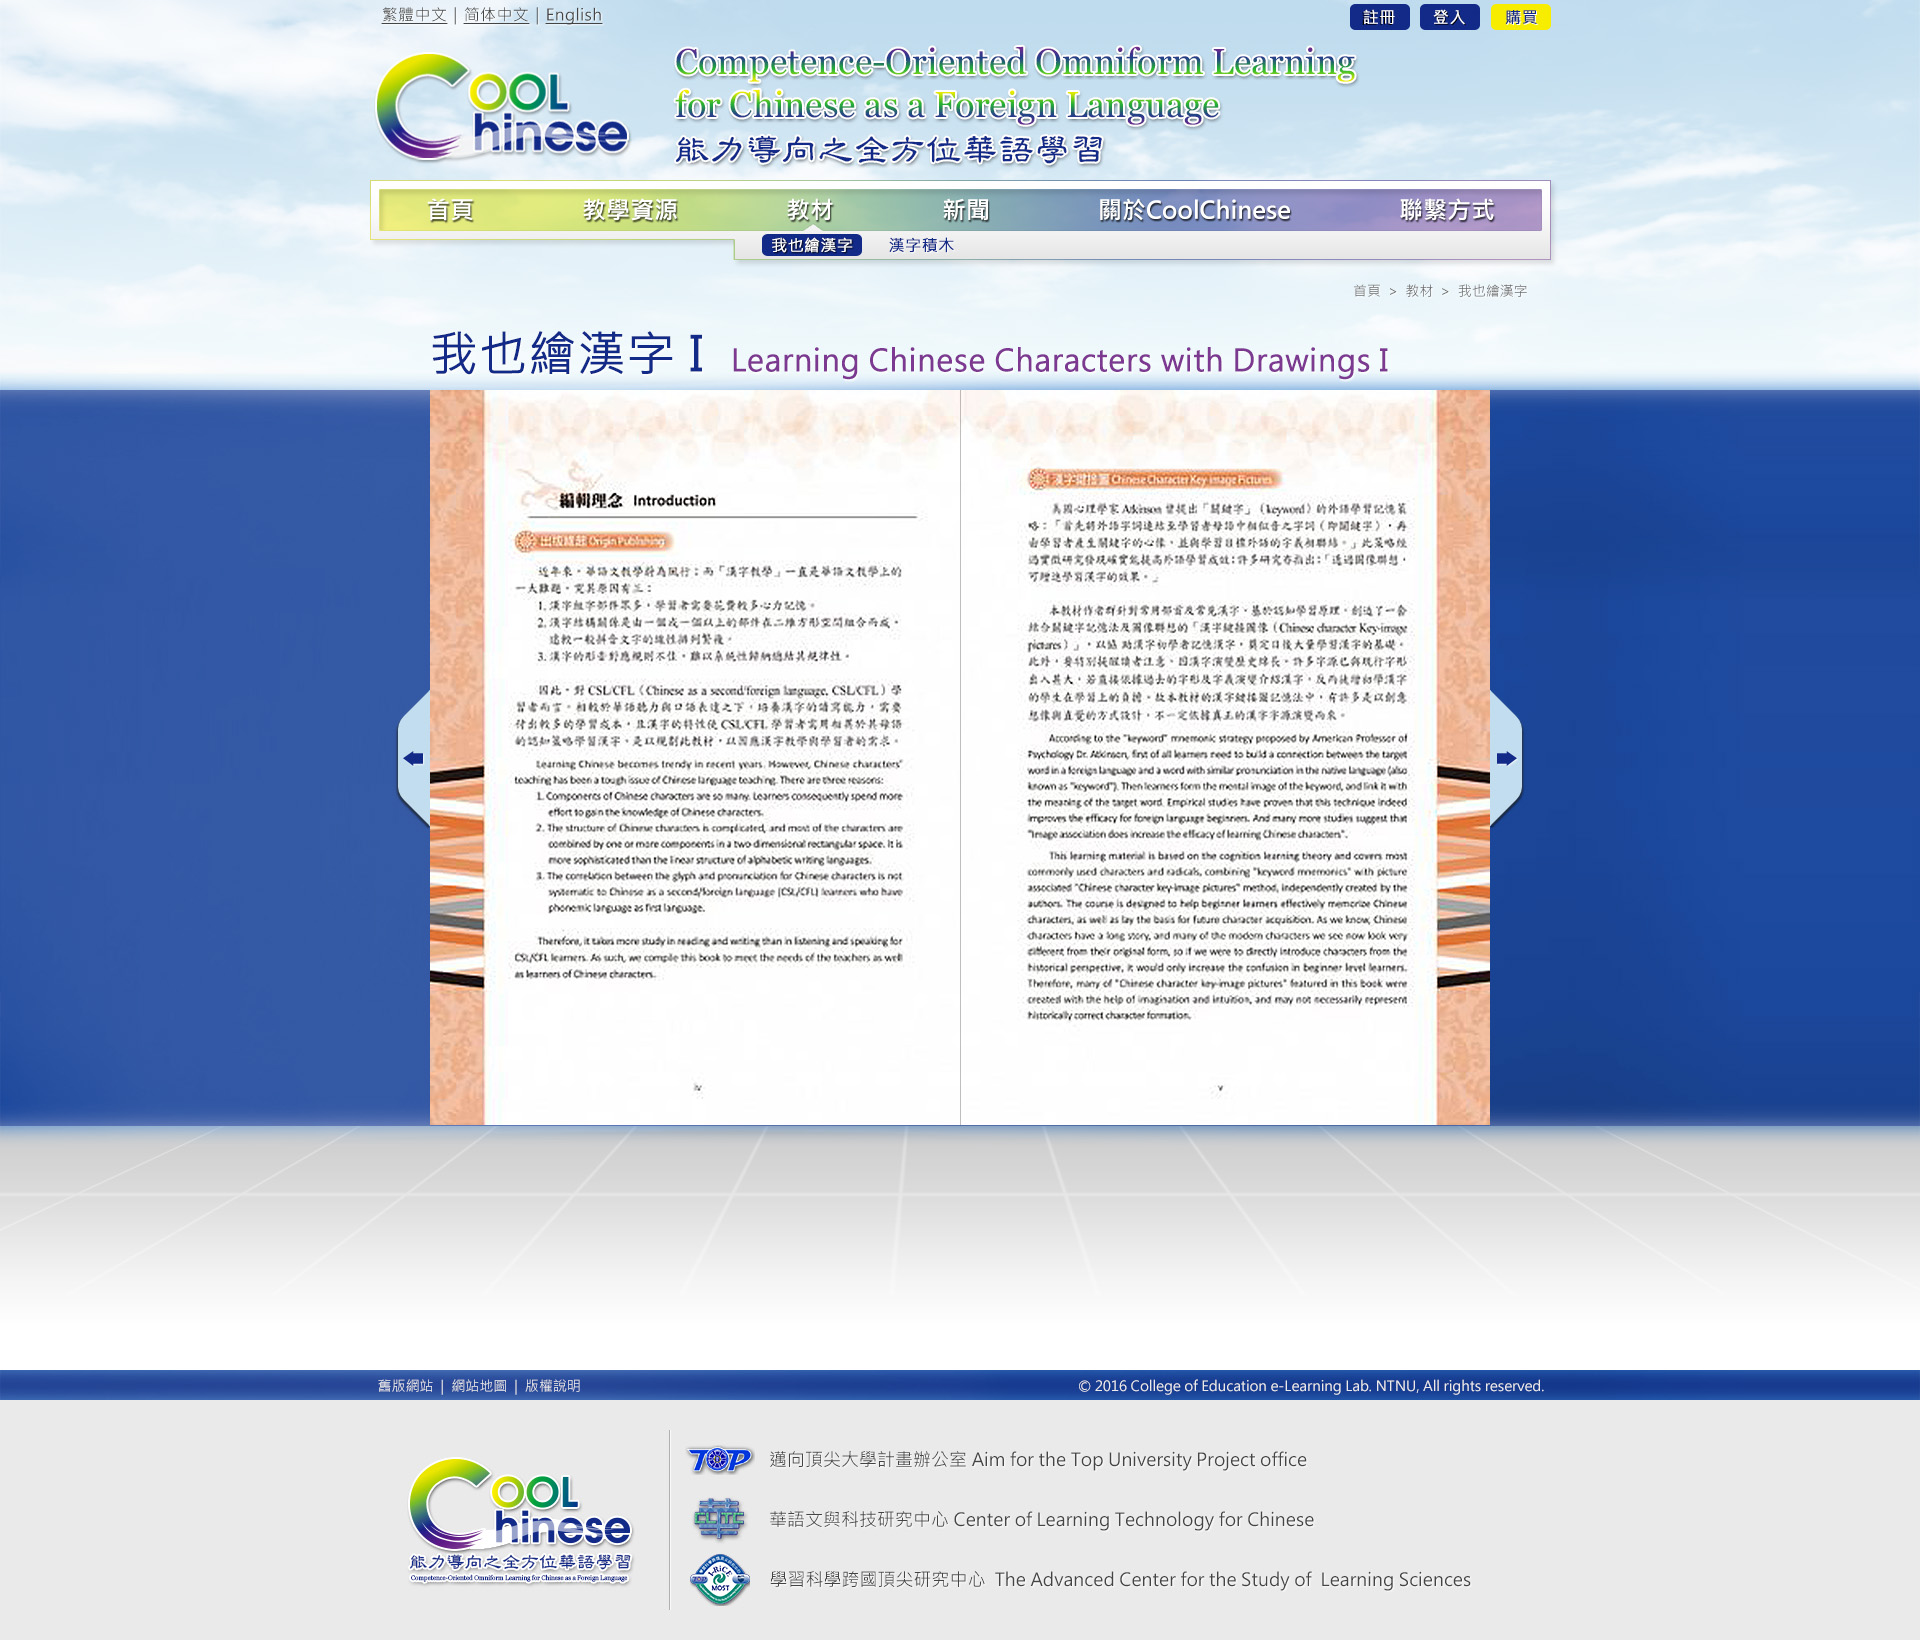 繁體中文 | 简体中文 | English
註冊 登入 購買
Cool Chinese
Competence-Oriented Omniform Learning
for Chinese as a Foreign Language
能力導向之全方位華語學習
首頁 教學資源 教材 新聞 關於CoolChinese 聯繫方式
我也繪漢字 漢字積木
首頁 > 教材 > 我也繪漢字
我也繪漢字 I Learning Chinese Characters with Drawings I
編輯理念 Introduction
出版緣起 Origin Publishing
近年來，華語文教學蔚為風行；而「漢字教學」一直是華語文教學上的
一大難題。究其原因有三：
1. 漢字組字部件眾多，學習者需要花費較多心力記憶。
2. 漢字結構關係是由一個或一個以上的部件在二維方形空間組合而成，
遠較一般拼音文字的線性排列繁複。
3. 漢字的形音對應規則不佳，難以系統性歸納總結其規律性。
因此，對 CSL/CFL（Chinese as a second/foreign language, CSL/CFL）學
習者而言，相較於華語聽力與口語表達之下，培養漢字的讀寫能力，需要
付出較多的學習成本，且漢字的特性使 CSL/CFL 學習者需用相異於其母語
的認知策略學習漢字。是以規劃此教材，以因應漢字教學與學習者的需求。
Learning Chinese becomes trendy in recent years. However, Chinese characters'
teaching has been a tough issue of Chinese language teaching. There are three reasons:
1. Components of Chinese characters are so many. Learners consequently spend more
effort to gain the knowledge of Chinese characters.
2. The structure of Chinese characters is complicated, and most of the characters are
combined by one or more components in a two-dimensional rectangular space. It is
more sophisticated than the linear structure of alphabetic writing languages.
3. The correlation between the glyph and pronunciation for Chinese characters is not
systematic to Chinese as a second/foreign language (CSL/CFL) learners who have
phonemic language as first language.
Therefore, it takes more study in reading and writing than in listening and speaking for
CSL/CFL learners. As such, we compile this book to meet the needs of the teachers as well
as learners of Chinese characters.
iv
漢字鍵接圖 Chinese Character Key-image Pictures
美國心理學家 Atkinson 曾提出「關鍵字」（keyword）的外語學習記憶策
略：「首先將外語字詞連結至學習者母語中相似音之字詞（即關鍵字），再
由學習者產生關鍵字的心像，並與學習目標外語的字義相聯結。」此策略經
過實徵研究發現確實能提高外語學習成效；許多研究亦指出：「透過圖像聯想，
可增進學習漢字的效果。」
本教材作者群針對常用部首及常見漢字，基於認知學習原理，創造了一套
結合關鍵字記憶法及圖像聯想的「漢字鍵接圖像（Chinese character Key-image
pictures）」，以協助漢字初學者記憶漢字，奠定日後大量學習漢字的基礎。
此外，要特別提醒讀者注意，因漢字演變歷史綿長，許多字源已與現行字形
出入甚大，若直接依據過去的字形及字義演變介紹漢字，反而徒增初學漢字
的學生在學習上的負擔。故本教材的漢字鍵接圖記憶法中，有許多是以創意
想像與直覺的方式設計，不一定依據真正的漢字字源演變而來。
According to the "keyword" mnemonic strategy proposed by American Professor of
Psychology Dr. Atkinson, first of all learners need to build a connection between the target
word in a foreign language and a word with similar pronunciation in the native language (also
known as "keyword"). Then learners form the mental image of the keyword, and link it with
the meaning of the target word. Empirical studies have proven that this technique indeed
improves the efficacy for foreign language beginners. And many more studies suggest that
"Image association does increase the efficacy of learning Chinese characters".
This learning material is based on the cognition learning theory and covers most
commonly used characters and radicals, combining "keyword mnemonics" with picture
associated "Chinese character key-image pictures" method, independently created by the
authors. The course is designed to help beginner learners effectively memorize Chinese
characters, as well as lay the basis for future character acquisition. As we know, Chinese
characters have a long story, and many of the modern characters we see now look very
different from their original form, so if we were to directly introduce characters from the
historical perspective, it would only increase the confusion in beginner level learners.
Therefore, many of "Chinese character key-image pictures" featured in this book were
created with the help of imagination and intuition, and may not necessarily represent
historically correct character formation.
v
舊版網站 | 網站地圖 | 版權說明
© 2016 College of Education e-Learning Lab. NTNU, All rights reserved.
Cool Chinese
能力導向之全方位華語學習
Competence-Oriented Omniform Learning for Chinese as a Foreign Language
TOP 邁向頂尖大學計畫辦公室 Aim for the Top University Project office
CLTC 華語文與科技研究中心 Center of Learning Technology for Chinese
MOST 學習科學跨國頂尖研究中心 The Advanced Center for the Study of Learning Sciences